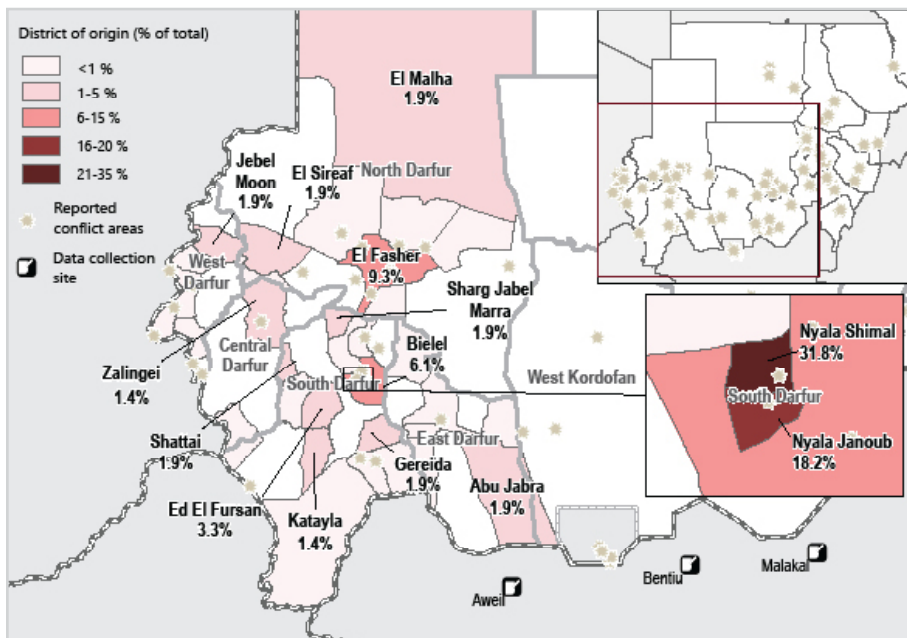 District of origin (% of total)
<1 %
1-5 %
6-15 %
16-20 %
21-35 %
Reported
conflict areas
Data collection
site
El Malha
1.9%
North Darfur
Jebel
Moon
1.9%
El Sireaf
1.9%
West
Darfur
El Fasher
9.3%
Sharg Jabel
Marra
1.9%
Central
Darfur
Zalingei
1.4%
Bielel
6.1%
South Darfur
West Kordofan
Shattai
1.9%
East Darfur
Gereïda
1.9%
Abu Jabra
1.9%
Ed El Fursan
3.3%
Katayla
1.4%
Nyala Shimal
31.8%
South Darfur
Nyala Janoub
18.2%
Aweil
Bentiu
Malakal